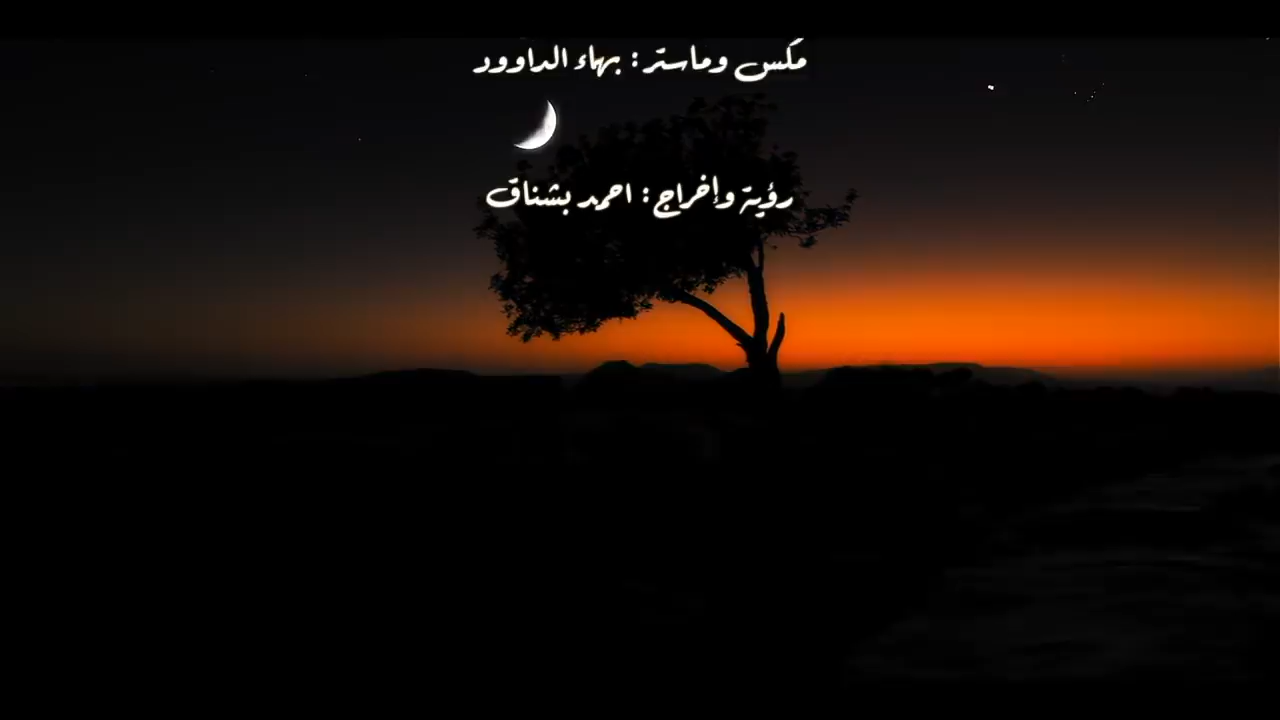 مكس وماستر : بهاء الداوود
رؤية وإخراج : احمد بشناق